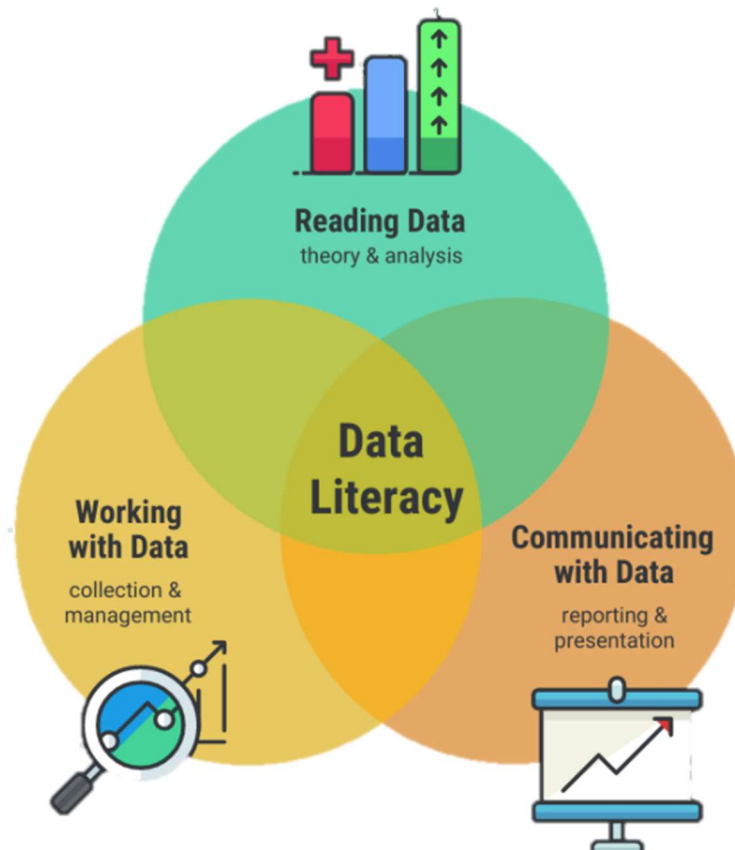 Reading Data
theory & analysis
Data
Literacy
Working
with Data
collection &
management
Communicating
with Data
reporting &
presentation